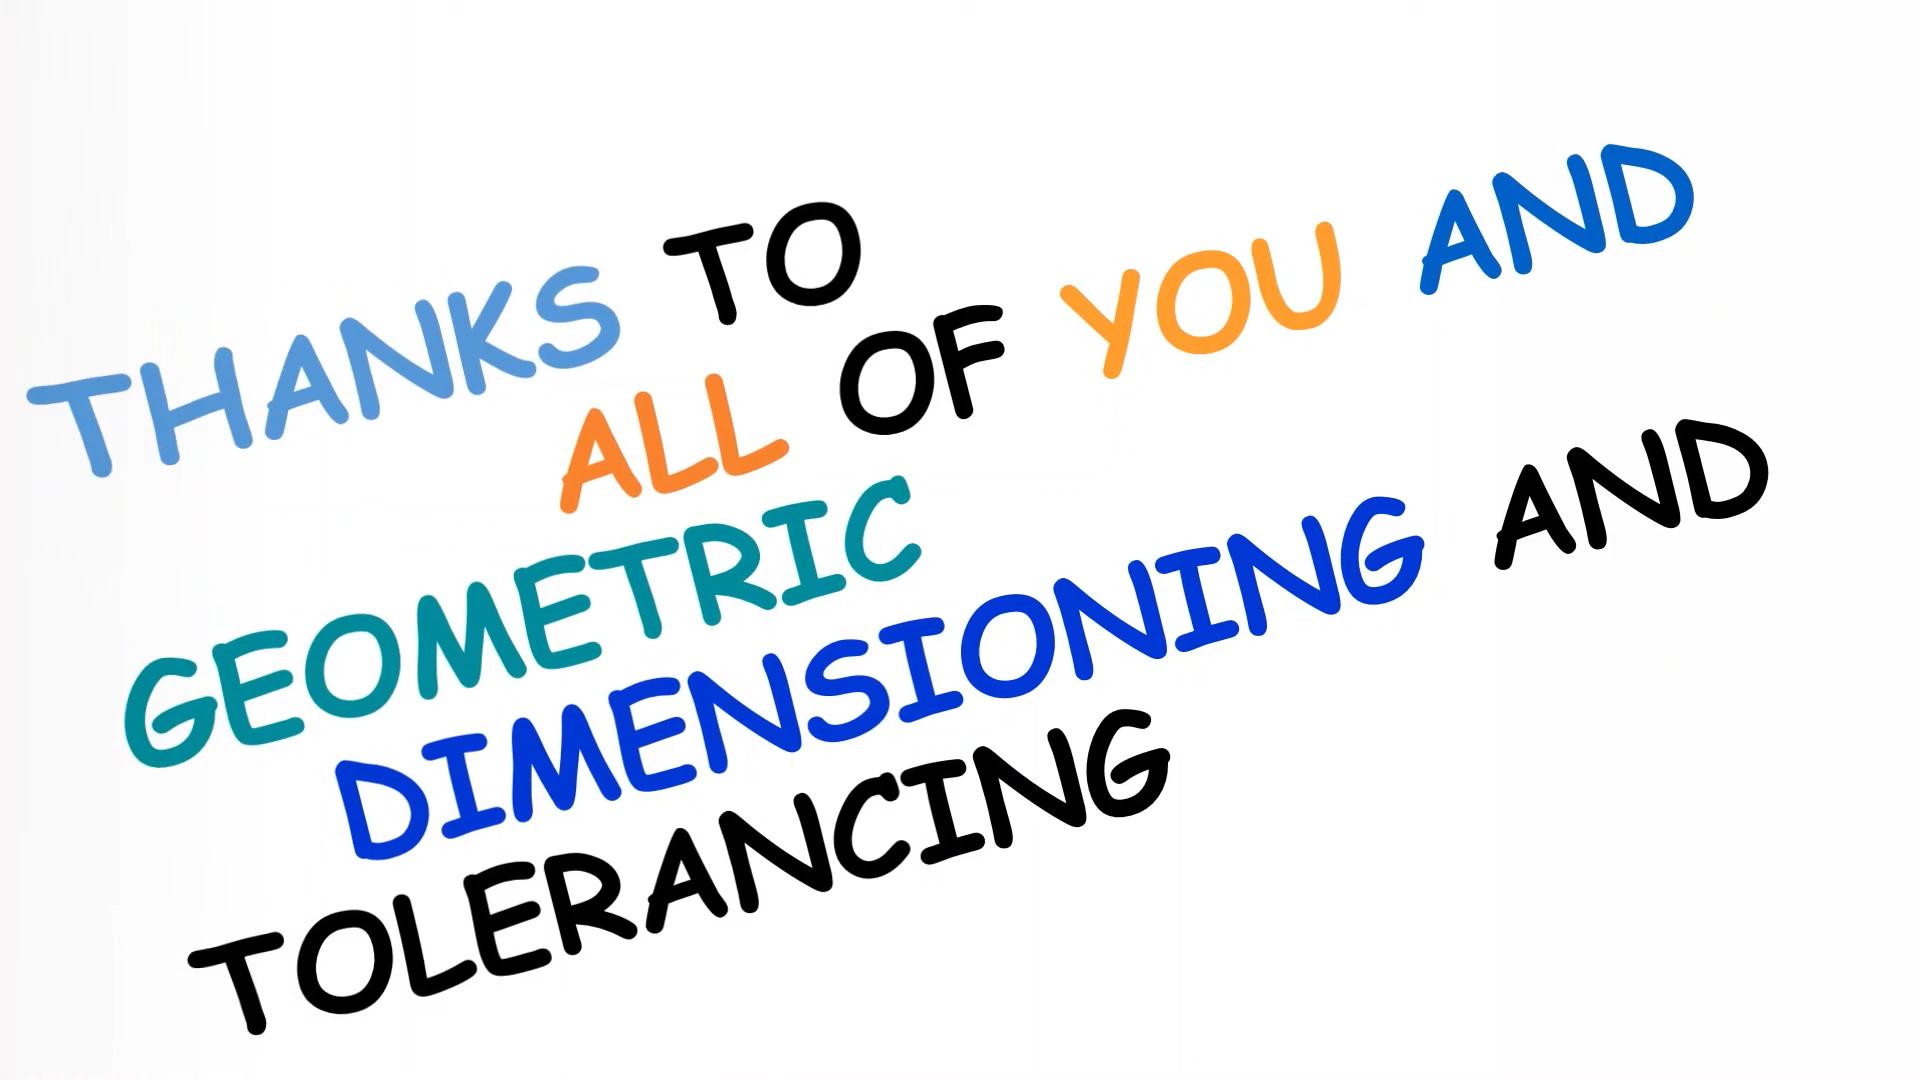 THANKS TO
ALL OF YOU AND
GEOMETRIC
DIMENSIONING AND
TOLERANCING